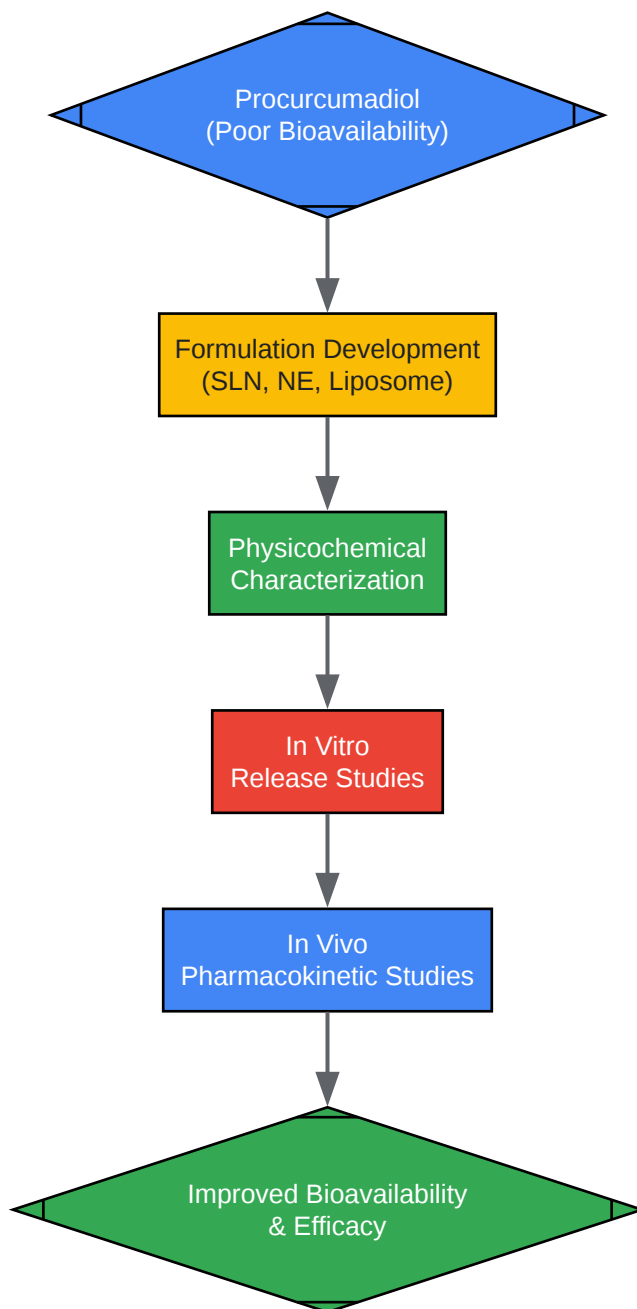 Procurcumadiol
(Poor Bioavailability)
Formulation Development
(SLN, NE, Liposome)
Physicochemical
Characterization
In Vitro
Release Studies
In Vivo
Pharmacokinetic Studies
Improved Bioavailability
& Efficacy